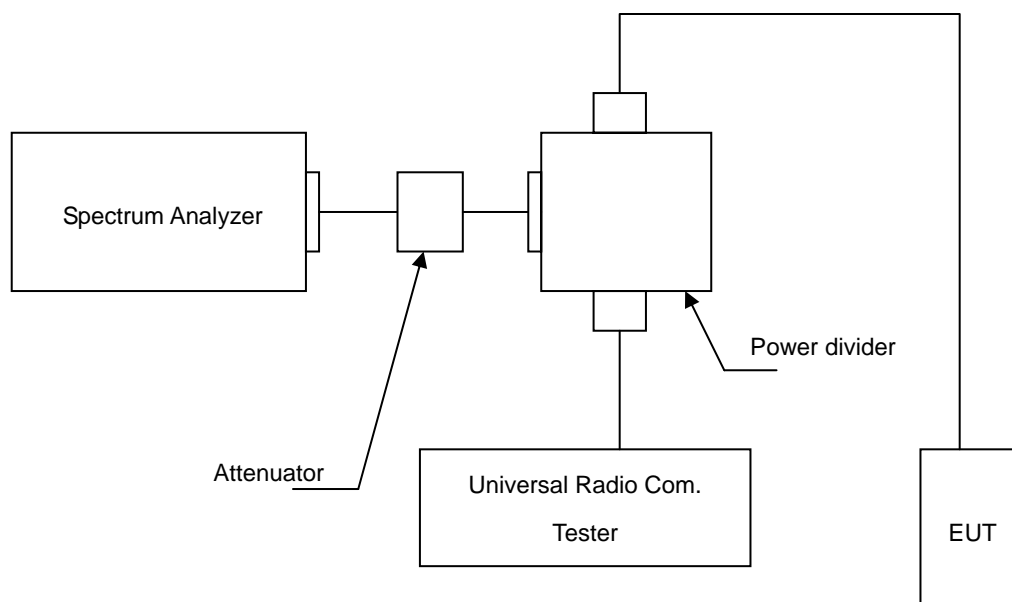 Spectrum Analyzer
Power divider
Attenuator
Universal Radio Com.
Tester
EUT